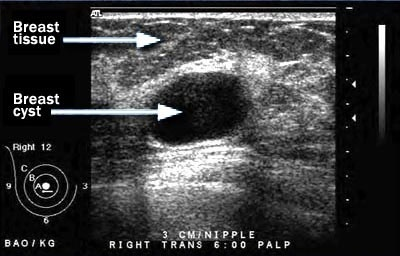 ATL
Breast
tissue
Breast
cyst
Right 12
C
B
A
9
3
6
3 CM/NIPPLE
BAO/KG
RIGHT TRANS 6:00 PALP